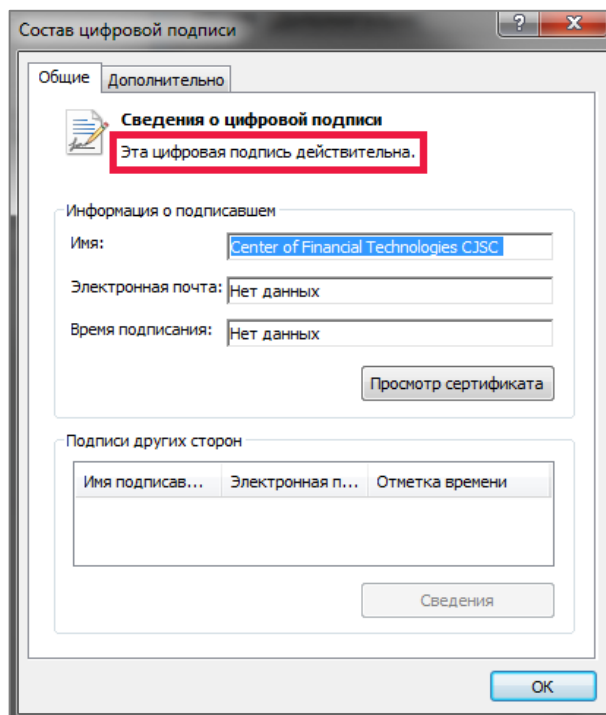 Состав цифровой подписи
Общие
Дополнительно
Сведения о цифровой подписи
Эта цифровая подпись действительна.
Информация о подписавшем
Имя:
Center of Financial Technologies CJSC
Электронная почта:
Нет данных
Время подписания:
Нет данных
Просмотр сертификата
Подписи других сторон
Имя подписав...
Электронная п...
Отметка времени
Сведения
ОК